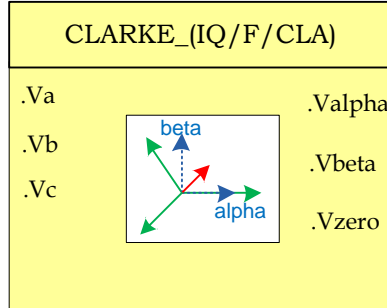 CLARKE_(IQ/F/CLA)
.Va
.Vb
.Vc
beta
alpha
.Valpha
.Vbeta
.Vzero